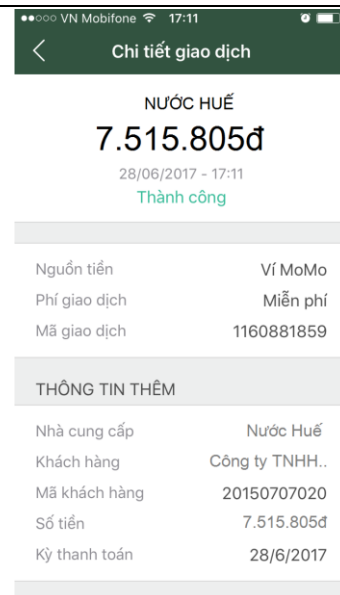 VN Mobifone 17:11
Chi tiết giao dịch
NƯỚC HUẾ
7.515.805đ
28/06/2017 - 17:11
Thành công
Nguồn tiền Ví MoMo
Phí giao dịch Miễn phí
Mã giao dịch 1160881859
THÔNG TIN THÊM
Nhà cung cấp Nước Huế
Khách hàng Công ty TNHH..
Mã khách hàng 20150707020
Số tiền 7.515.805đ
Kỳ thanh toán 28/6/2017